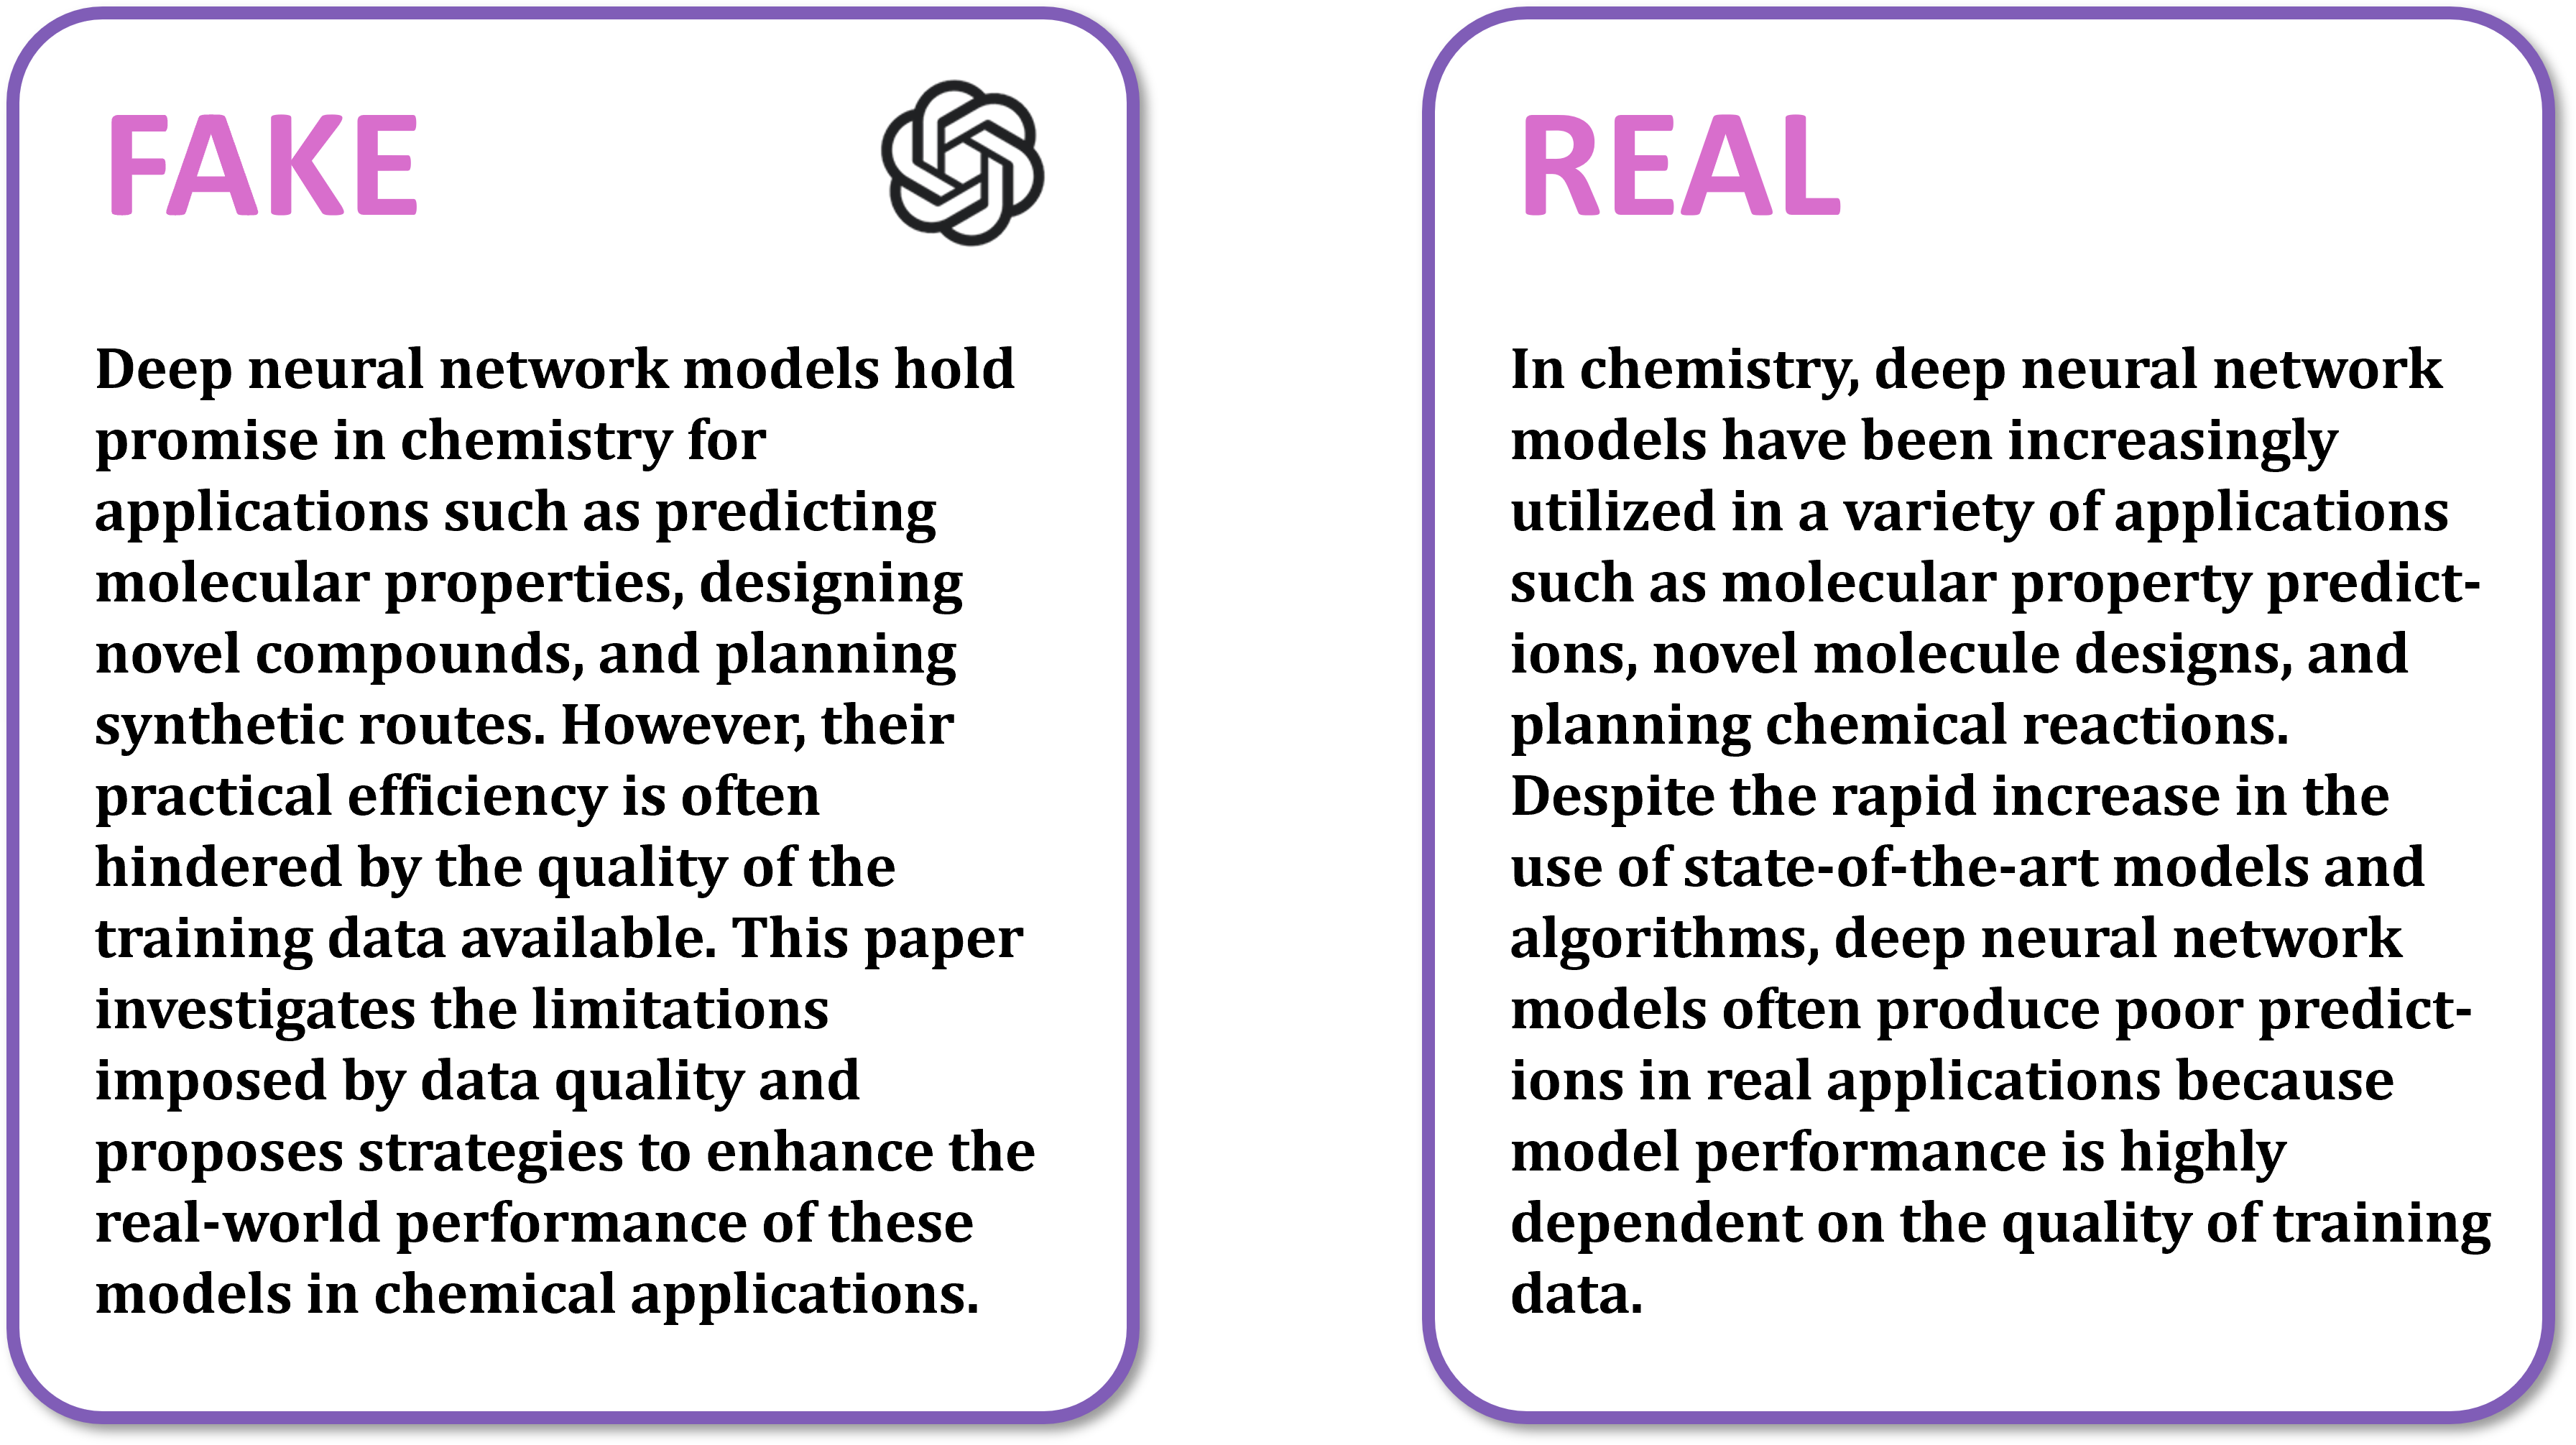 FAKE
Deep neural network models hold
promise in chemistry for
applications such as predicting
molecular properties, designing
novel compounds, and planning
synthetic routes. However, their
practical efficiency is often
hindered by the quality of the
training data available. This paper
investigates the limitations
imposed by data quality and
proposes strategies to enhance the
real-world performance of these
models in chemical applications.
REAL
In chemistry, deep neural network
models have been increasingly
utilized in a variety of applications
such as molecular property predict-
ions, novel molecule designs, and
planning chemical reactions.
Despite the rapid increase in the
use of state-of-the-art models and
algorithms, deep neural network
models often produce poor predict-
ions in real applications because
model performance is highly
dependent on the quality of training
data.